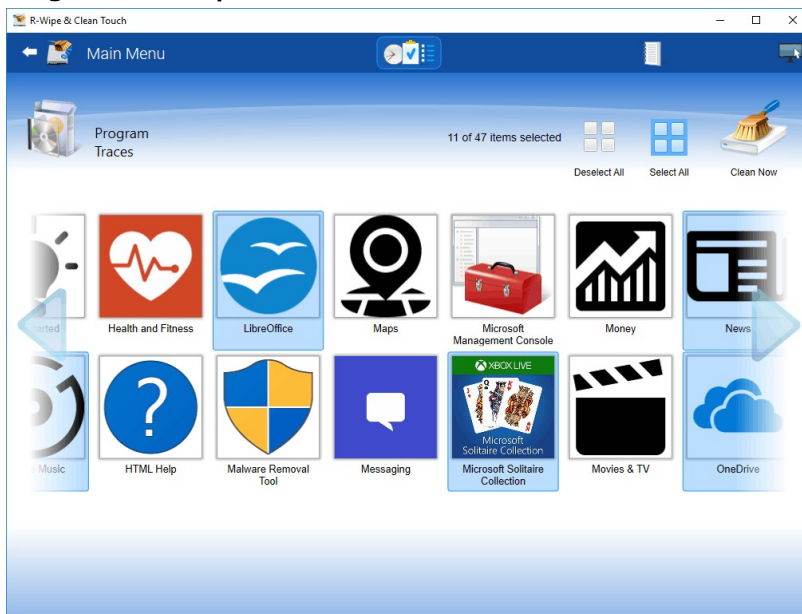 R-Wipe & Clean Touch
Main Menu
Program
Traces
11 of 47 items selected
Deselect All
Select All
Clean Now
Health and Fitness
LibreOffice
Maps
Microsoft
Management Console
Money
News
Music
HTML Help
Malware Removal
Tool
Messaging
XBOX LIVE
Microsoft
Solitaire Collection
Microsoft Solitaire
Collection
Movies & TV
OneDrive